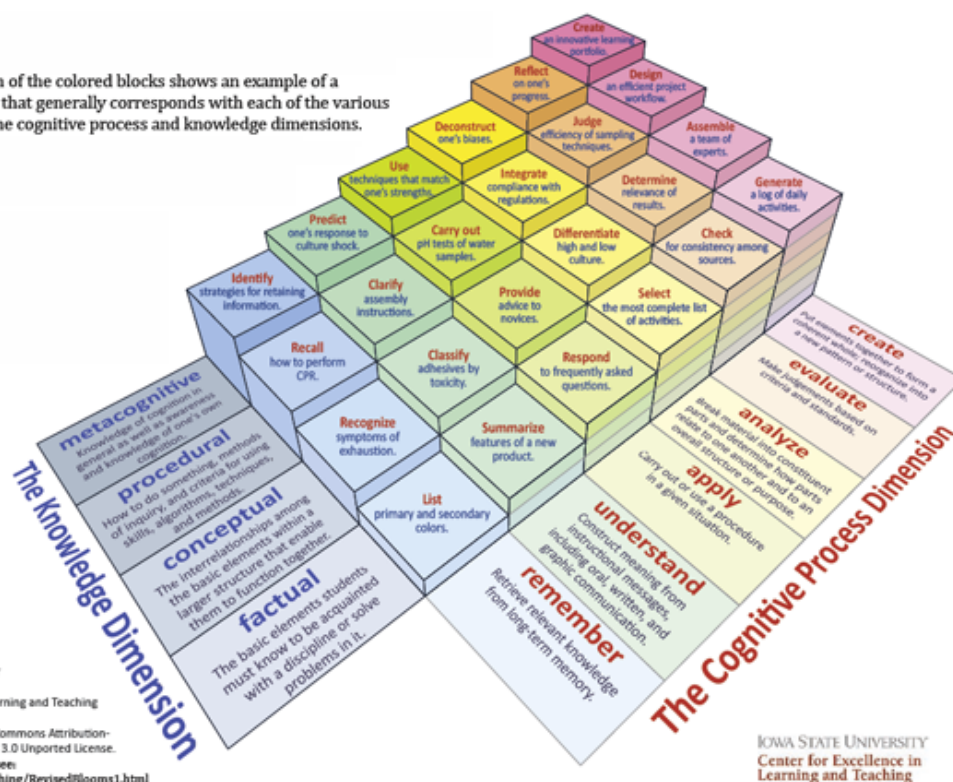 n of the colored blocks shows an example of a
that generally corresponds with each of the various
he cognitive process and knowledge dimensions.
Create
an innovative learning
portfolio.
Reflect
on one's
progress.
Design
an efficient project
workflow.
Deconstruct
one's biases.
Judge
efficiency of sampling
techniques.
Assemble
a team of
experts.
Use
techniques that match
one's strengths.
Integrate
compliance with
regulations.
Determine
relevance of
results.
Generate
a log of daily
activities.
Predict
one's response to
culture shock.
Carry out
pH tests of water
samples.
Differentiate
high and low
culture.
Check
for consistency among
sources.
Identify
strategies for retaining
information.
Clarify
assembly
instructions.
Provide
advice to
novices.
Select
the most complete list
of activities.
Recall
how to perform
CPR.
Classify
adhesives by
toxicity.
Respond
to frequently asked
questions.
Recognize
symptoms of
exhaustion.
Summarize
features of a new
product.
List
primary and secondary
colors.
metacognitive
Knowledge of cognition in
general as well as awareness
and knowledge of one's own
cognition.
procedural
How to do something, methods
of inquiry, and criteria for using
skills, algorithms, techniques,
and methods.
conceptual
The interrelationships among
the basic elements within a
larger structure that enable
them to function together.
factual
The basic elements students
must know to be acquainted
with a discipline or solve
problems in it.
The Knowledge Dimension
create
Put elements together to form a
coherent whole; reorganize into
a new pattern or structure.
evaluate
Make judgements based on
criteria and standards.
analyze
Break material into constituent
parts and determine how parts
relate to one another and to an
overall structure or purpose.
apply
Carry out or use a procedure
in a given situation.
understand
Construct meaning from
instructional messages,
including oral, written, and
graphic communication.
remember
Retrieve relevant knowledge
from long-term memory.
The Cognitive Process Dimension
rning and Teaching
ommons Attribution-
3.0 Unported License.
ee:
hing/RevisedBlooms1.html
IOWA STATE UNIVERSITY
Center for Excellence in
Learning and Teaching